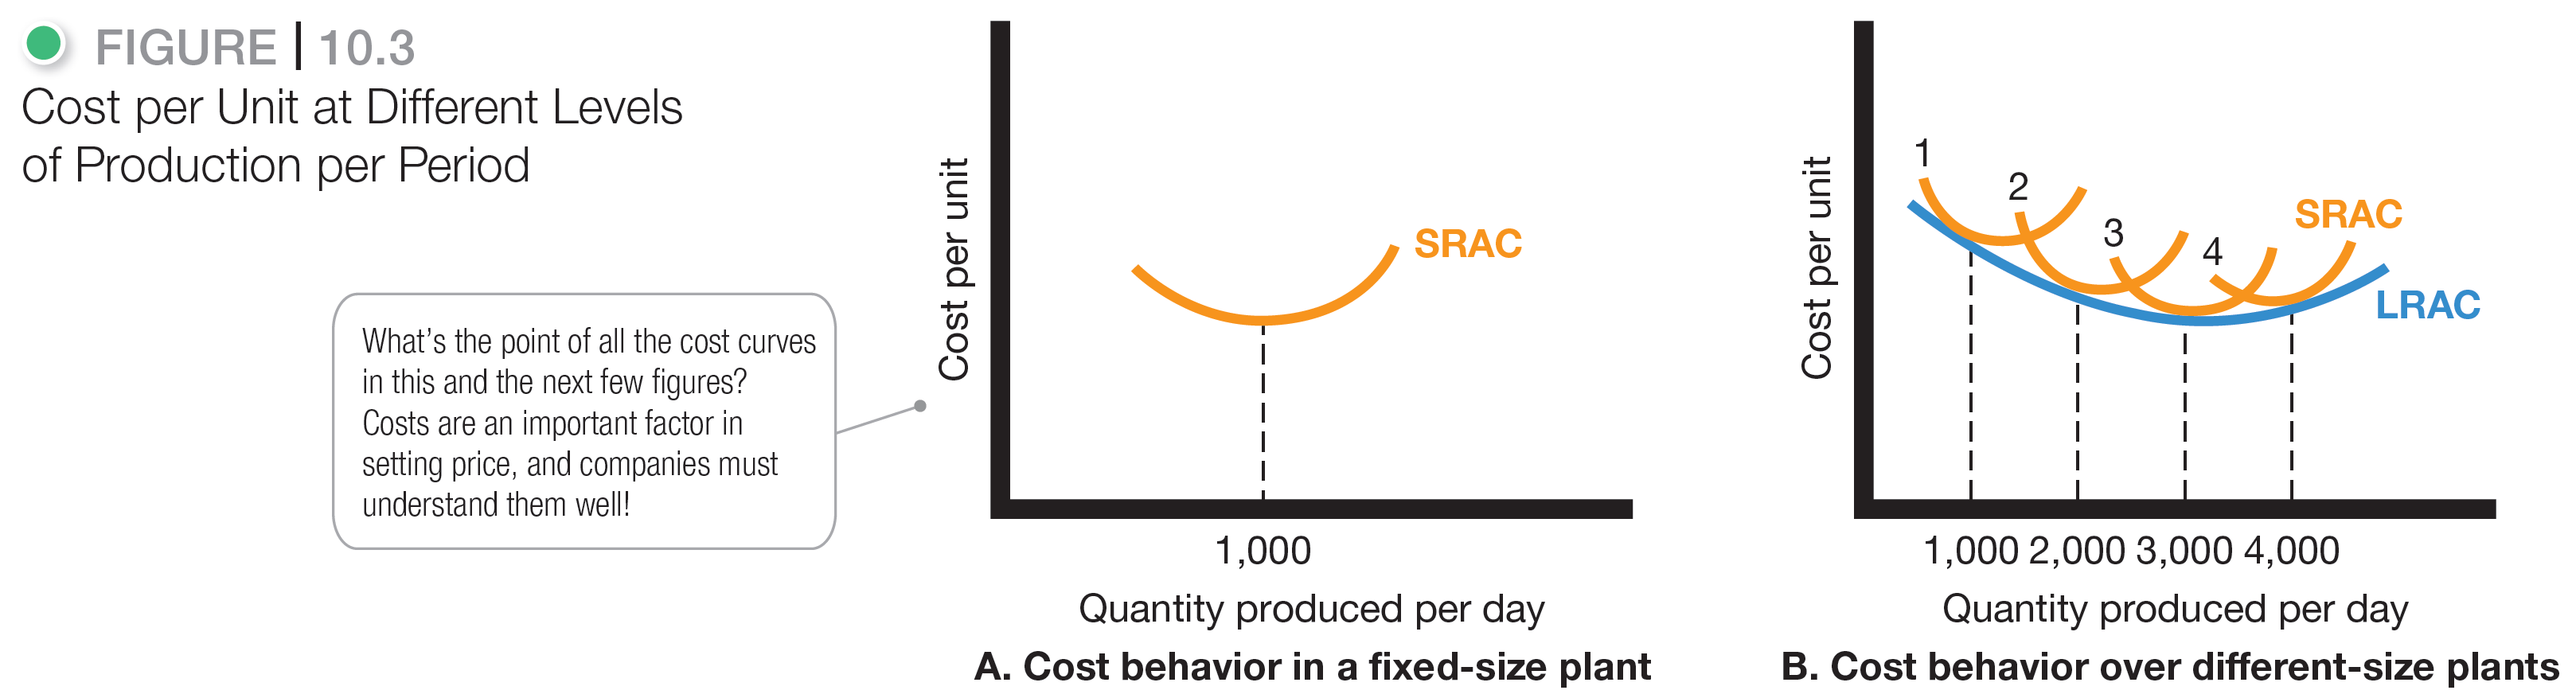 FIGURE | 10.3
Cost per Unit at Different Levels
of Production per Period
What's the point of all the cost curves
in this and the next few figures?
Costs are an important factor in
setting price, and companies must
understand them well!
Cost per unit
SRAC
1,000
Quantity produced per day
A. Cost behavior in a fixed-size plant
Cost per unit
1
2
3
4
SRAC
LRAC
1,000 2,000 3,000 4,000
Quantity produced per day
B. Cost behavior over different-size plants